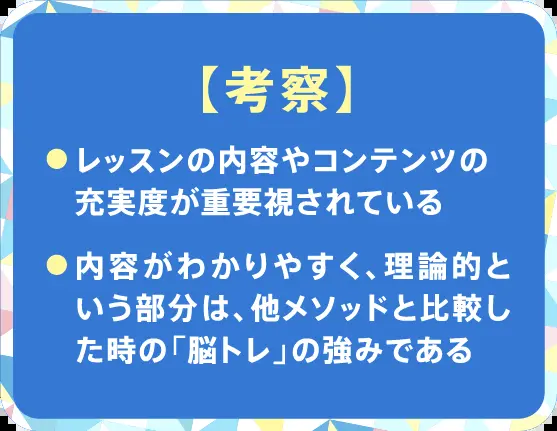 【考察】
●レッスンの内容やコンテンツの
充実度が重要視されている
●内容がわかりやすく、理論的と
いう部分は、他メソッドと比較し
た時の「脳トレ」の強みである